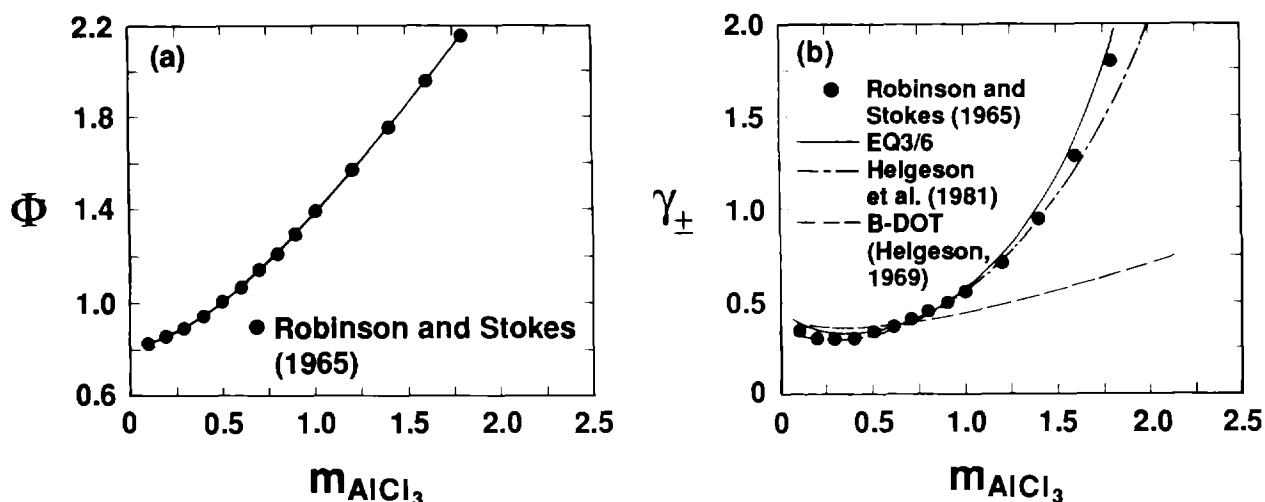 2.2
(a)
1.8
Φ
1.4
1.0
Robinson and Stokes
(1965)
0.6
0
0.5
1.0
1.5
2.0
2.5
mAlCl₃
2.0
(b)
Robinson and
Stokes (1965)
1.5
EQ3/6
Helgeson
et al. (1981)
γ±
1.0
B-DOT
(Helgeson,
1969)
0.5
0
0
0.5
1.0
1.5
2.0
2.5
mAlCl₃